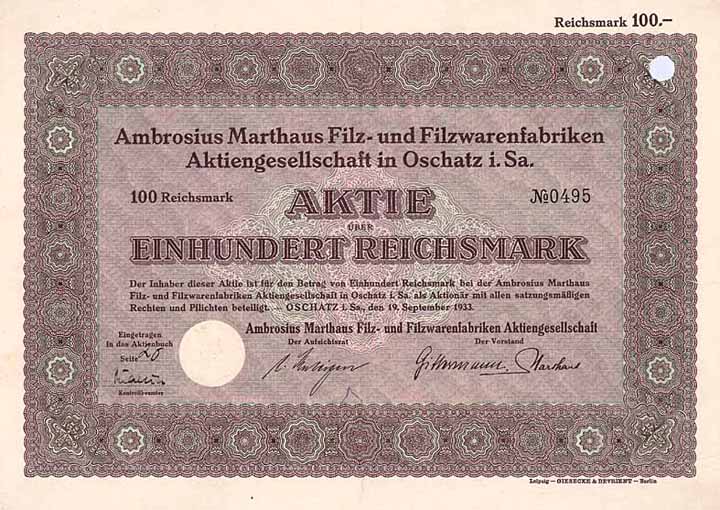 Reichsmark 100.–
Ambrosius Marthaus Filz- und Filzwarenfabriken
Aktiengesellschaft in Oschatz i. Sa.
100 Reichsmark
AKTIE
№0495
ÜBER
EINHUNDERT REICHSMARK
Der Inhaber dieser Aktie ist für den Betrag von Einhundert Reichsmark bei der Ambrosius Marthaus
Filz- und Filzwarenfabriken Aktiengesellschaft in Oschatz i. Sa. als Aktionär mit allen satzungsmäßigen
Rechten und Pflichten beteiligt. – OSCHATZ i. Sa., den 19. September 1933.
Ambrosius Marthaus Filz- und Filzwarenfabriken Aktiengesellschaft
Der Aufsichtsrat
Der Vorstand
Eingetragen
in das Aktienbuch
Seite 20
Marthaus
Kontrollbeamter
Leipzig – GIESECKE & DEVRIENT – Berlin